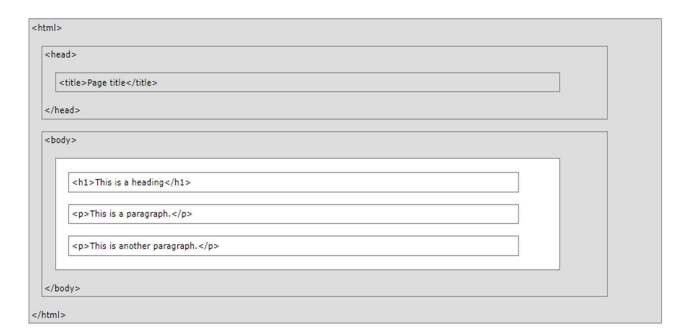 <html>
<head>
<title>Page title</title>
</head>
<body>
<h1>This is a heading</h1>
<p>This is a paragraph.</p>
<p>This is another paragraph.</p>
</body>
</html>